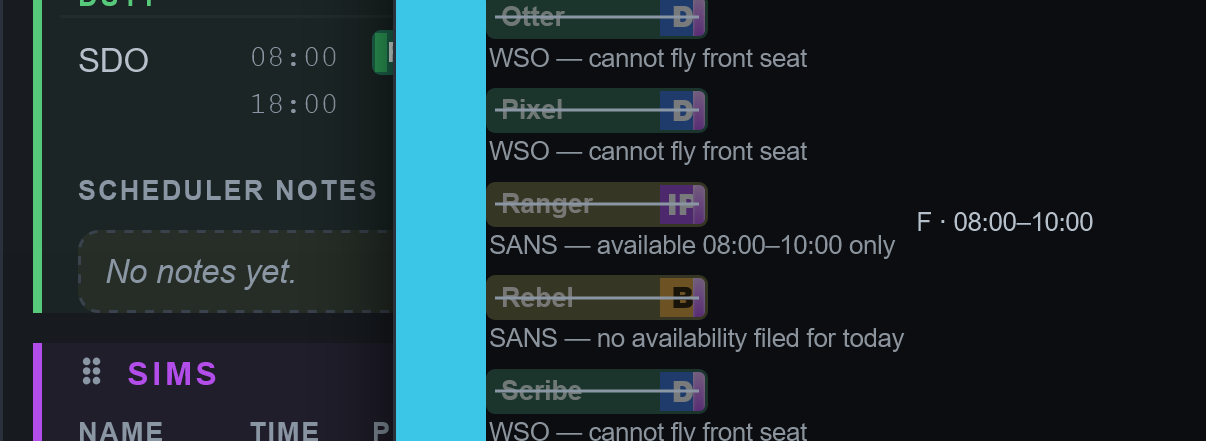 DUTY
SDO
08:00
18:00
SCHEDULER NOTES
No notes yet.
SIMS
NAME TIME P
Otter D
WSO — cannot fly front seat
Pixel D
WSO — cannot fly front seat
Ranger IP
SANS — available 08:00–10:00 only
F · 08:00–10:00
Rebel B
SANS — no availability filed for today
Scribe D
WSO — cannot fly front seat